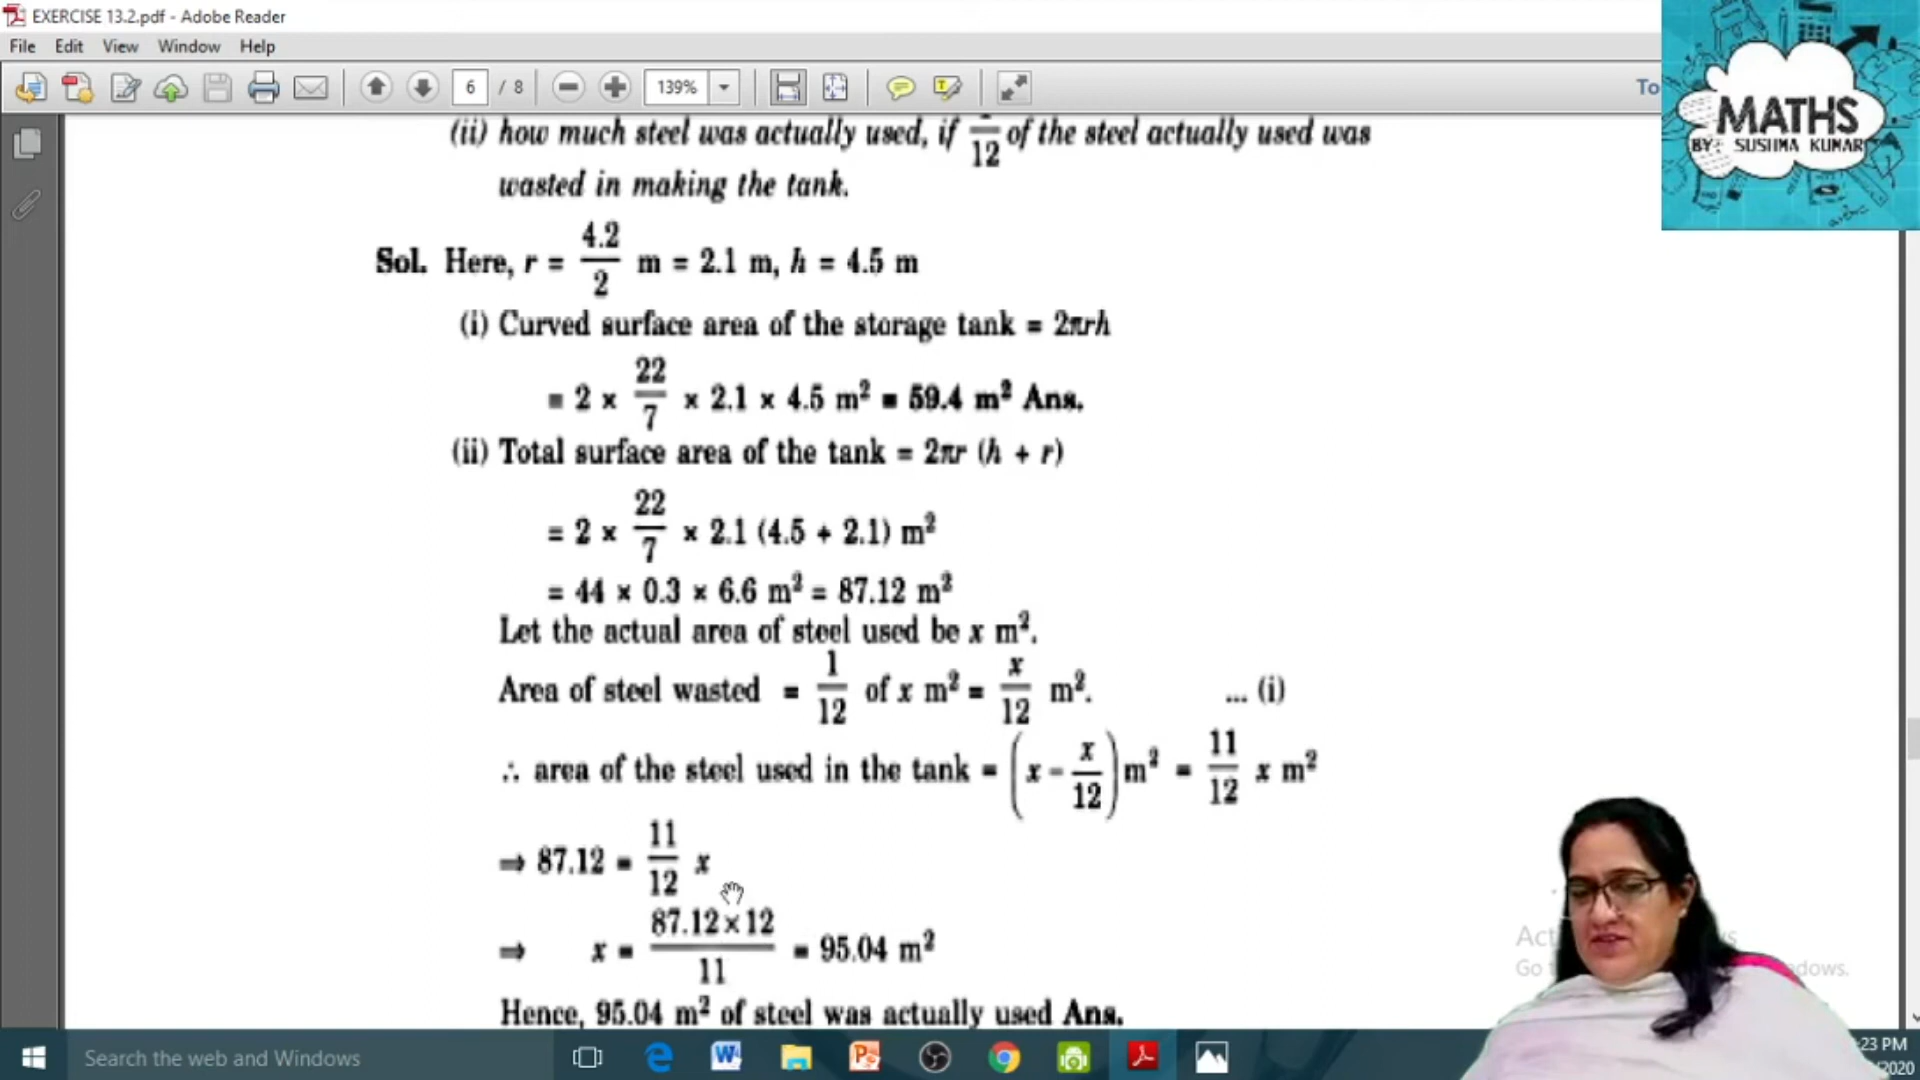 EXERCISE 13.2.pdf - Adobe Reader
File Edit View Window Help
6 / 8 139% To
MATHS
BY: SUSHMA KUMAR
(ii) how much steel was actually used, if —/12 of the steel actually used was
wasted in making the tank.
Sol. Here, r = 4.2/2 m = 2.1 m, h = 4.5 m
(i) Curved surface area of the storage tank = 2πrh
= 2 × 22/7 × 2.1 × 4.5 m² = 59.4 m² Ans.
(ii) Total surface area of the tank = 2πr (h + r)
= 2 × 22/7 × 2.1 (4.5 + 2.1) m²
= 44 × 0.3 × 6.6 m² = 87.12 m²
Let the actual area of steel used be x m².
Area of steel wasted = 1/12 of x m² = x/12 m². ... (i)
∴ area of the steel used in the tank = (x - x/12) m² = 11/12 x m²
⇒ 87.12 = 11/12 x
⇒ x = 87.12×12/11 = 95.04 m²
Hence, 95.04 m² of steel was actually used Ans.
Search the web and Windows
:23 PM
/2020